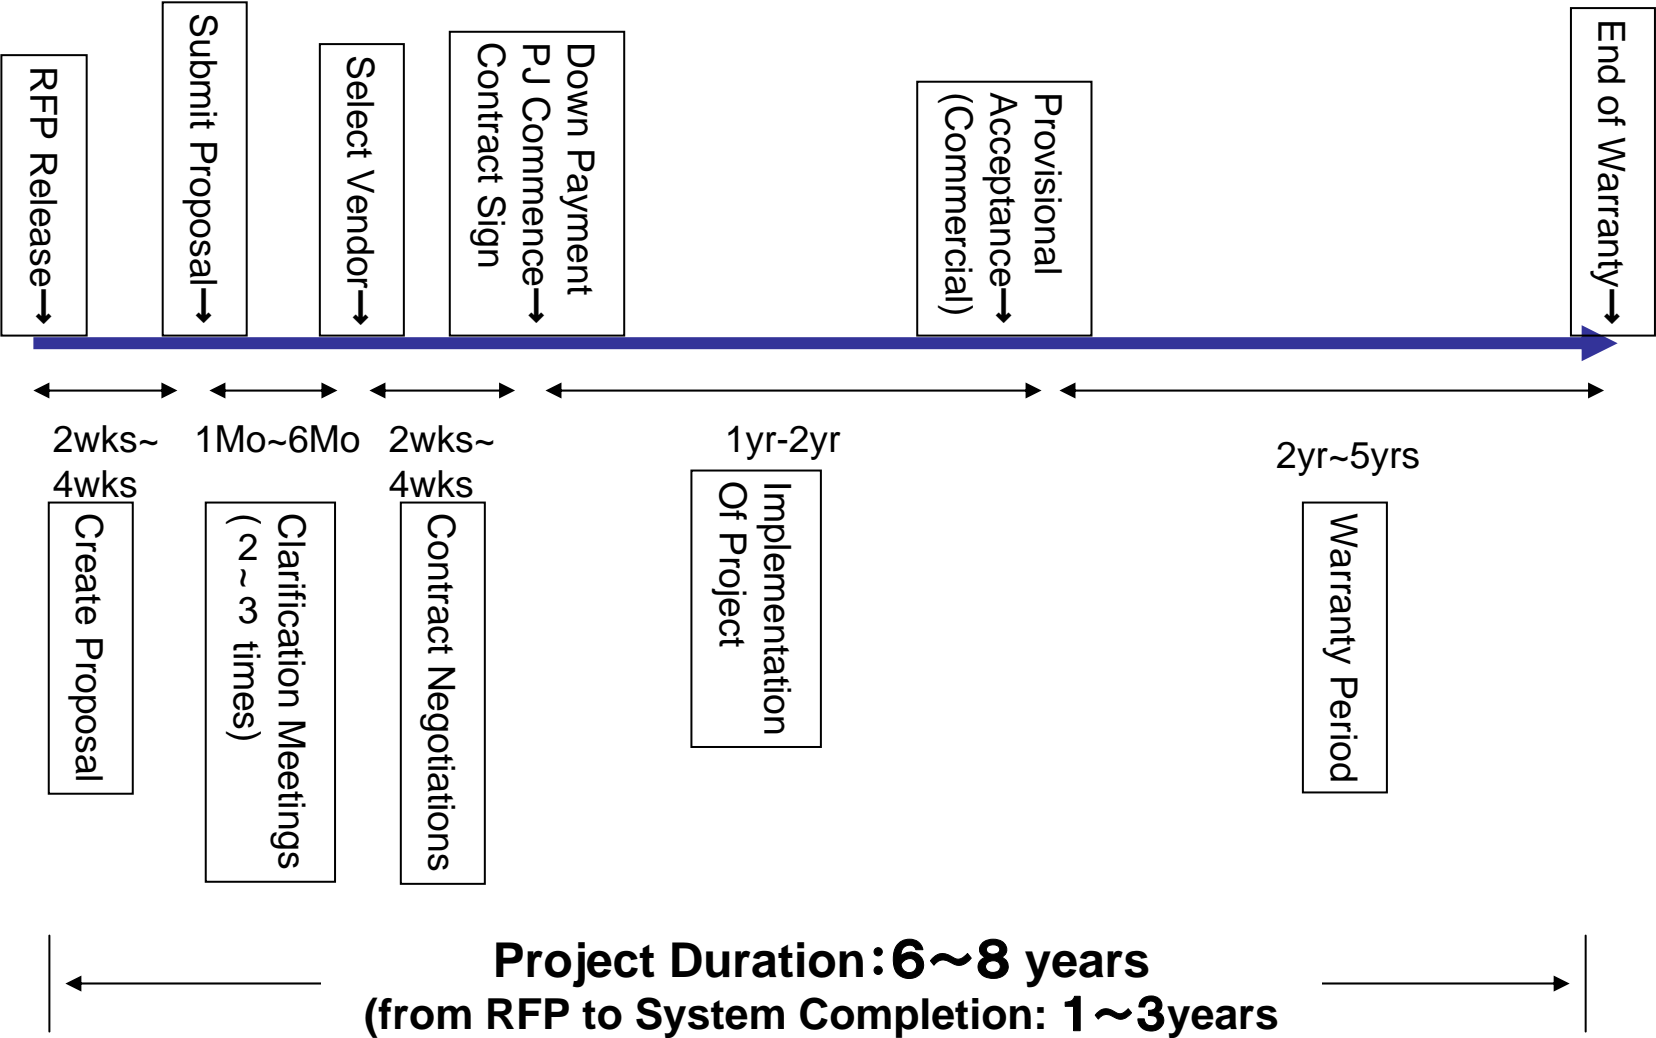 RFP Release→
Submit Proposal→
Select Vendor→
Down Payment
PJ Commence→
Contract Sign
Provisional
Acceptance→
(Commercial)
End of Warranty→
2wks~
4wks
1Mo~6Mo
2wks~
4wks
1yr-2yr
2yr~5yrs
Create Proposal
Clarification Meetings
(２~３ times)
Contract Negotiations
Implementation
Of Project
Warranty Period
Project Duration：６～８ years
(from RFP to System Completion: １～３years